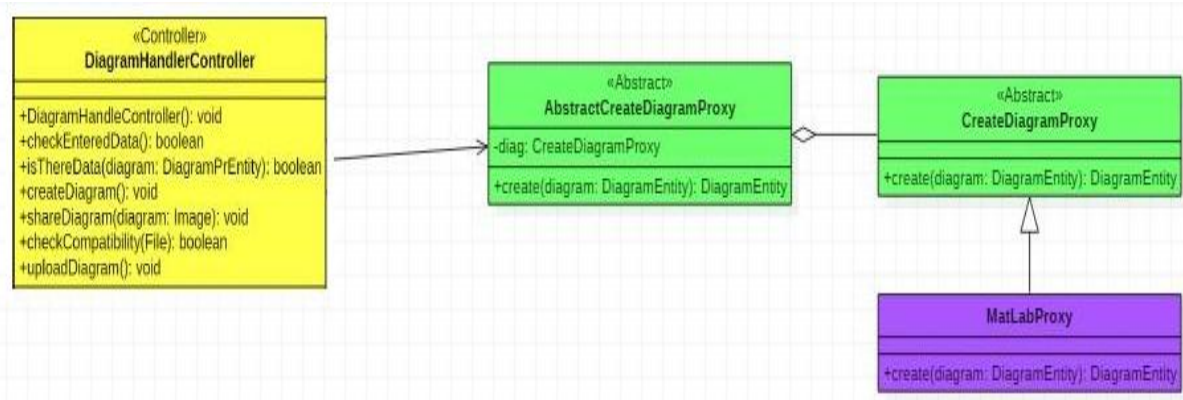 «Controller»
DiagramHandlerController
+DiagramHandleController(): void
+checkEnteredData(): boolean
+isThereData(diagram: DiagramPrEntity): boolean
+createDiagram(): void
+shareDiagram(diagram: Image): void
+checkCompatibility(File): boolean
+uploadDiagram(): void
«Abstract»
AbstractCreateDiagramProxy
-diag: CreateDiagramProxy
+create(diagram: DiagramEntity): DiagramEntity
«Abstract»
CreateDiagramProxy
+create(diagram: DiagramEntity): DiagramEntity
MatLabProxy
+create(diagram: DiagramEntity): DiagramEntity